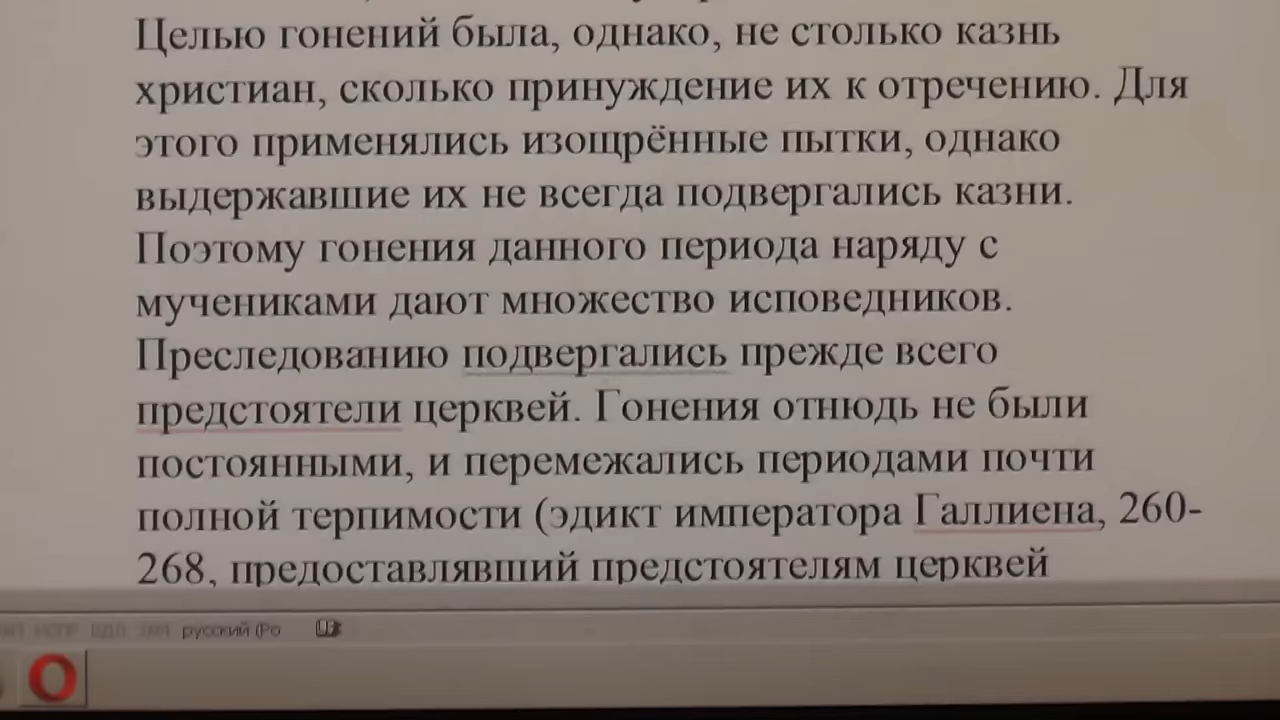 Целью гонений была, однако, не столько казнь
христиан, сколько принуждение их к отречению. Для
этого применялись изощрённые пытки, однако
выдержавшие их не всегда подвергались казни.
Поэтому гонения данного периода наряду с
мучениками дают множество исповедников.
Преследованию подвергались прежде всего
предстоятели церквей. Гонения отнюдь не были
постоянными, и перемежались периодами почти
полной терпимости (эдикт императора Галлиена, 260-
268, предоставлявший предстоятелям церквей
русский (Ро